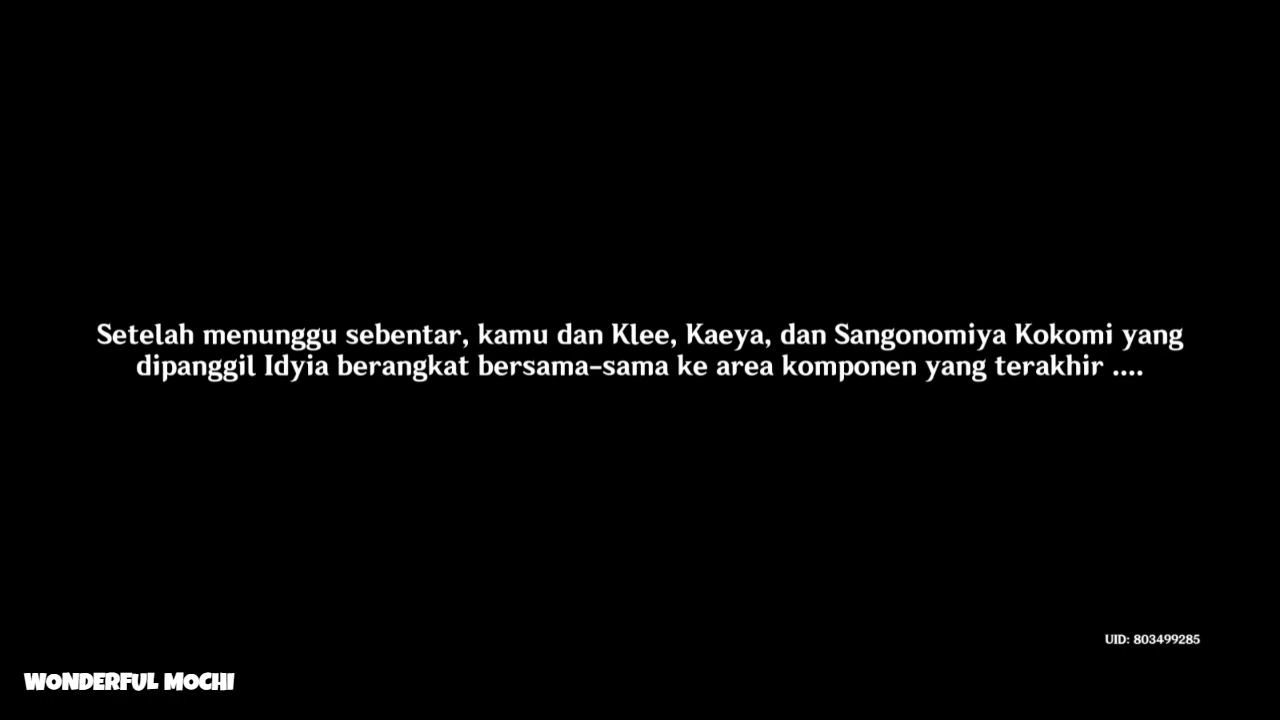 Setelah menunggu sebentar, kamu dan Klee, Kaeya, dan Sangonomiya Kokomi yang
dipanggil Idyia berangkat bersama-sama ke area komponen yang terakhir ....
UID: 803499285
WONDERFUL MOCHI